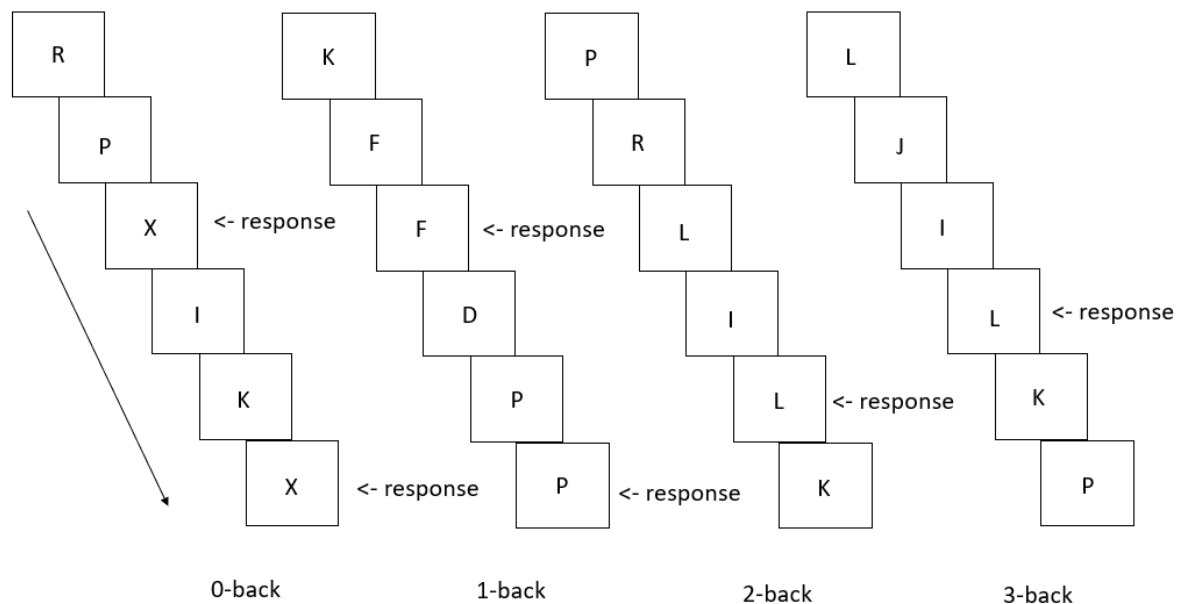 R
P
X <- response
I
K
X <- response
0-back
K
F
F <- response
D
P
P <- response
1-back
P
R
L
I
L <- response
K
2-back
L
J
I
L <- response
K
P
3-back